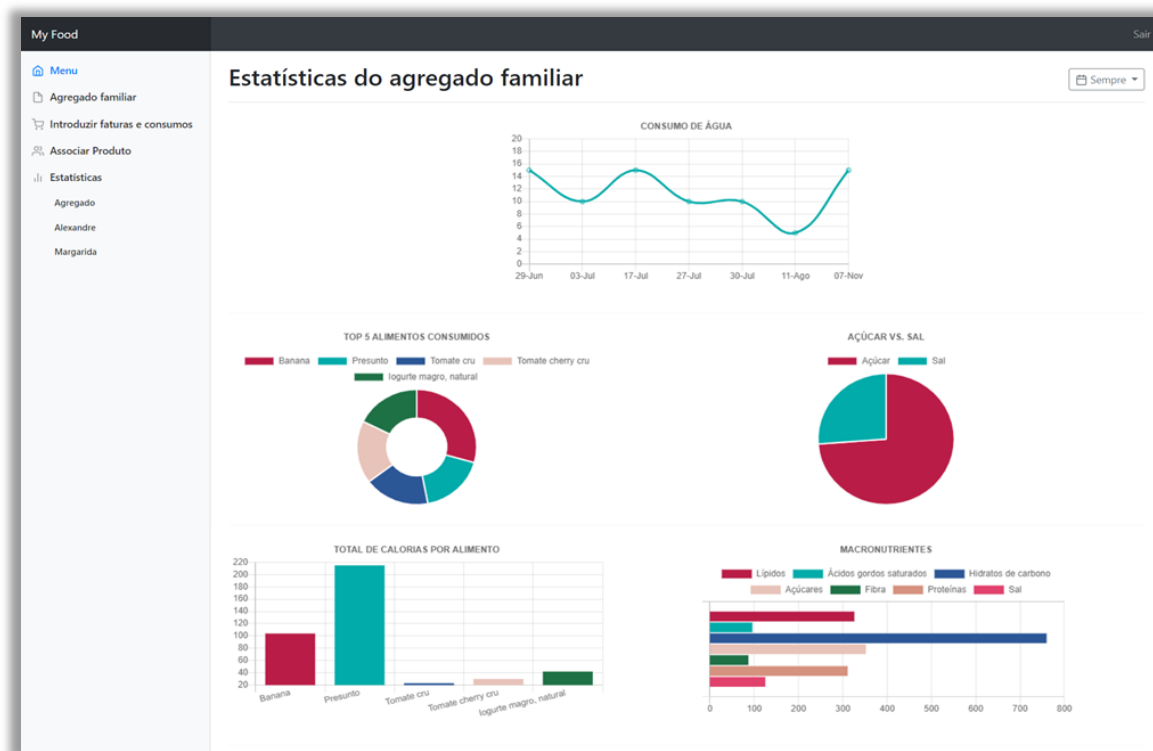 My Food
Sair
Menu
Agregado familiar
Introduzir faturas e consumos
Associar Produto
Estatísticas
Agregado
Alexandre
Margarida
Estatísticas do agregado familiar
Sempre
CONSUMO DE ÁGUA
20
18
16
14
12
10
8
6
4
2
0
29-Jun 03-Jul 17-Jul 27-Jul 30-Jul 11-Ago 07-Nov
TOP 5 ALIMENTOS CONSUMIDOS
Banana Presunto Tomate cru Tomate cherry cru
Iogurte magro, natural
AÇÚCAR VS. SAL
Açúcar Sal
TOTAL DE CALORIAS POR ALIMENTO
220
200
180
160
140
120
100
80
60
40
20
Banana Presunto Tomate cru Tomate cherry cru Iogurte magro, natural
MACRONUTRIENTES
Lípidos Ácidos gordos saturados Hidratos de carbono
Açúcares Fibra Proteínas Sal
0 100 200 300 400 500 600 700 800